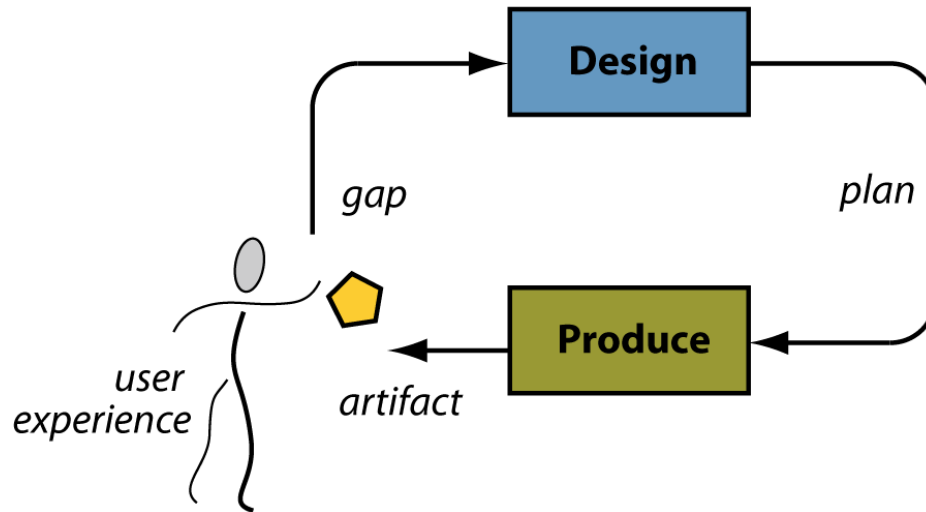 Design
gap
plan
Produce
user
experience
artifact